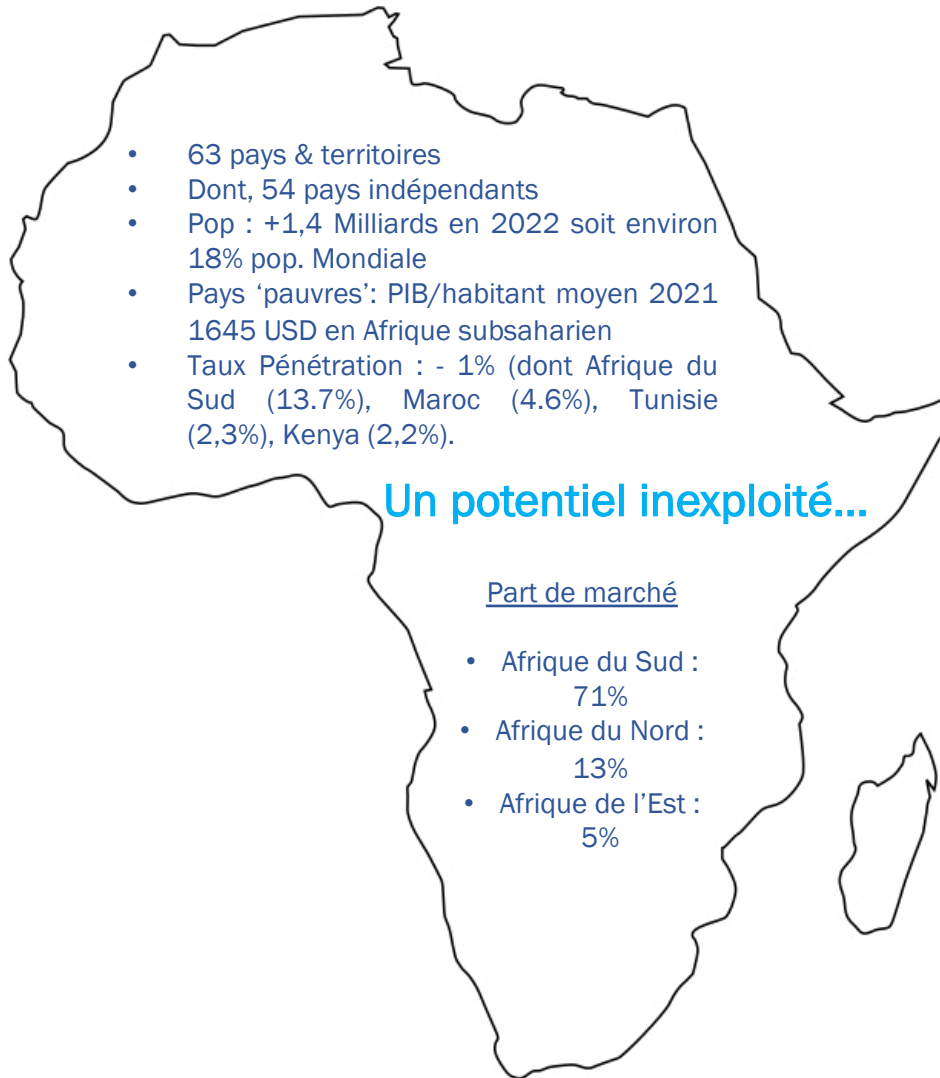 • 63 pays & territoires
• Dont, 54 pays indépendants
• Pop : +1,4 Milliards en 2022 soit environ
18% pop. Mondiale
• Pays ‘pauvres’: PIB/habitant moyen 2021
1645 USD en Afrique subsaharien
• Taux Pénétration : - 1% (dont Afrique du
Sud (13.7%), Maroc (4.6%), Tunisie
(2,3%), Kenya (2,2%).
Un potentiel inexploité...
Part de marché
• Afrique du Sud :
71%
• Afrique du Nord :
13%
• Afrique de l’Est :
5%